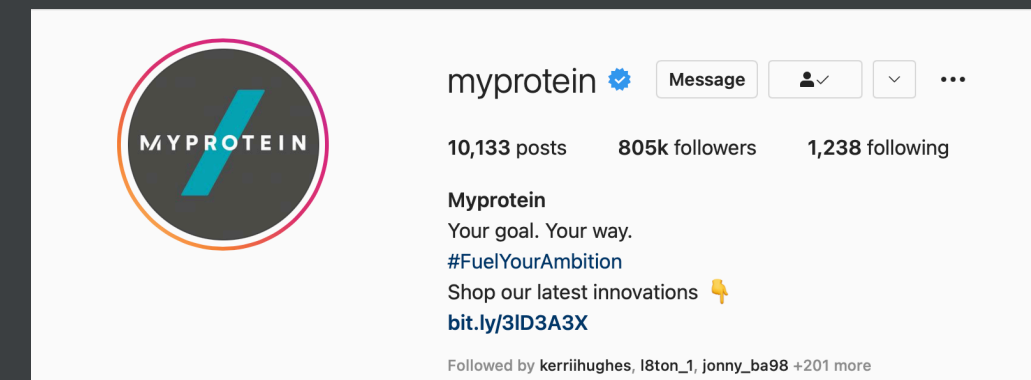 MYPROTEIN
myprotein Message
10,133 posts 805k followers 1,238 following
Myprotein
Your goal. Your way.
#FuelYourAmbition
Shop our latest innovations 👇
bit.ly/3lD3A3X
Followed by kerriihughes, l8ton_1, jonny_ba98 +201 more